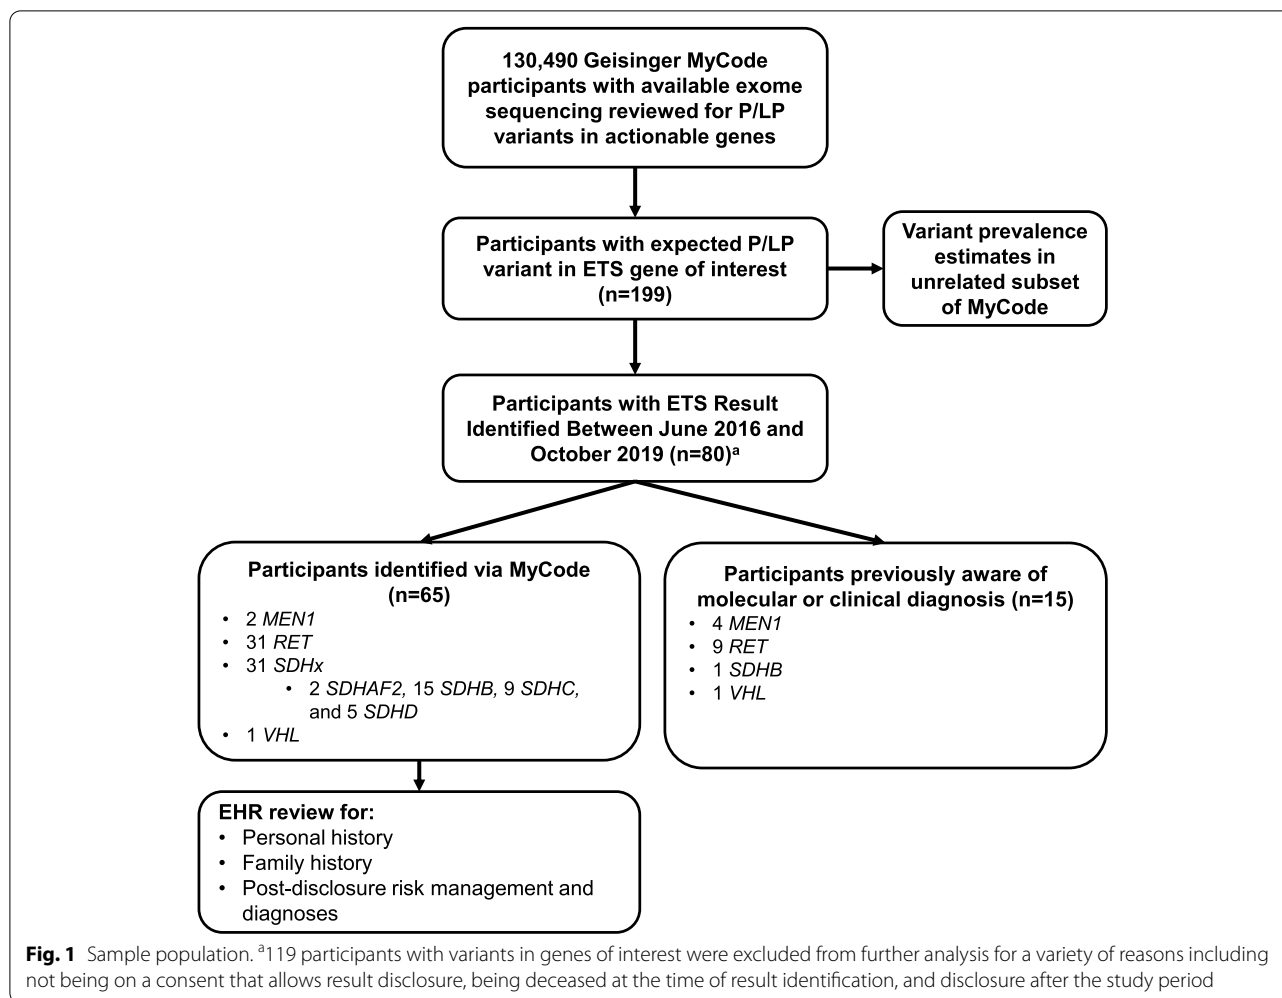 130,490 Geisinger MyCode
participants with available exome
sequencing reviewed for P/LP
variants in actionable genes
Participants with expected P/LP
variant in ETS gene of interest
(n=199)
Variant prevalence
estimates in
unrelated subset
of MyCode
Participants with ETS Result
Identified Between June 2016 and
October 2019 (n=80)a
Participants identified via MyCode
(n=65)
• 2 MEN1
• 31 RET
• 31 SDHx
• 2 SDHAF2, 15 SDHB, 9 SDHC,
and 5 SDHD
• 1 VHL
Participants previously aware of
molecular or clinical diagnosis (n=15)
• 4 MEN1
• 9 RET
• 1 SDHB
• 1 VHL
EHR review for:
• Personal history
• Family history
• Post-disclosure risk management and
diagnoses
Fig. 1 Sample population. a119 participants with variants in genes of interest were excluded from further analysis for a variety of reasons including
not being on a consent that allows result disclosure, being deceased at the time of result identification, and disclosure after the study period